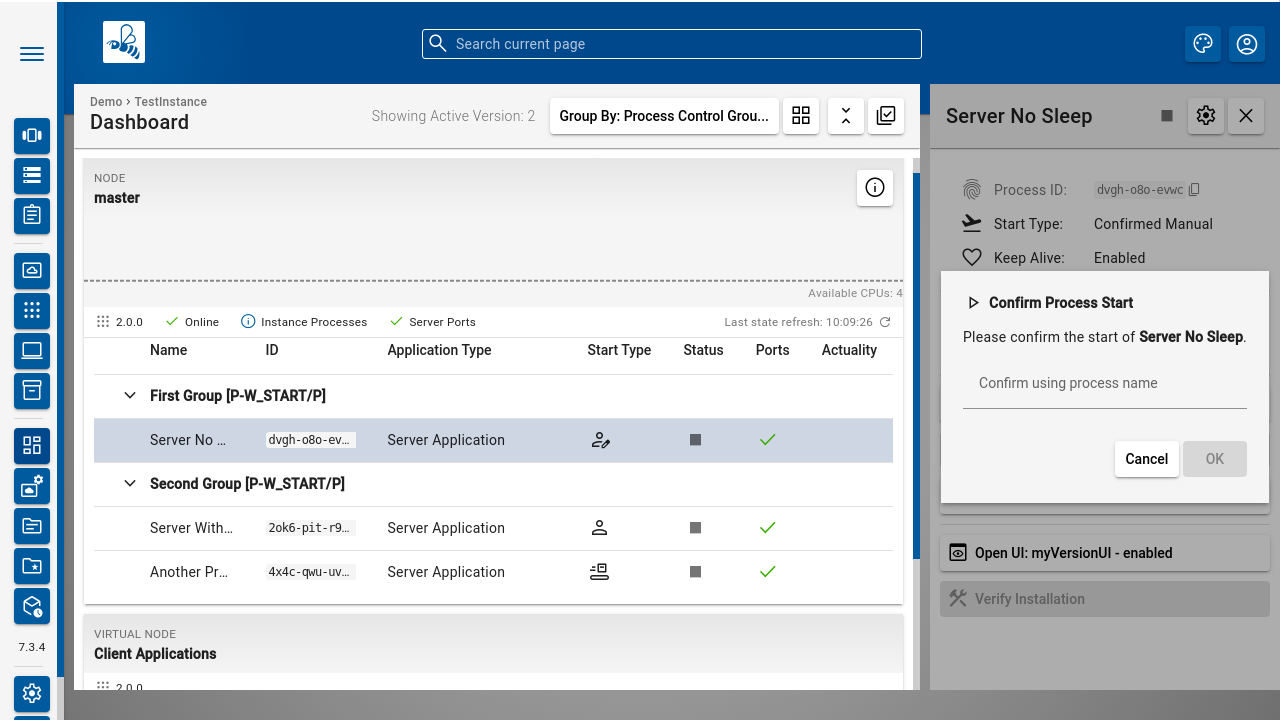 Search current page
Demo › TestInstance
Dashboard
Showing Active Version: 2
Group By: Process Control Grou...
NODE
master
Available CPUs: 4
2.0.0
Online
Instance Processes
Server Ports
Last state refresh: 10:09:26
Name
ID
Application Type
Start Type
Status
Ports
Actuality
First Group [P-W_START/P]
Server No ...
dvgh-o8o-ev...
Server Application
Second Group [P-W_START/P]
Server With...
2ok6-pit-r9...
Server Application
Another Pr...
4x4c-qwu-uv...
Server Application
VIRTUAL NODE
Client Applications
2.0.0
7.3.4
Server No Sleep
Process ID:
dvgh-o8o-evwc
Start Type:
Confirmed Manual
Keep Alive:
Enabled
Confirm Process Start
Please confirm the start of Server No Sleep.
Confirm using process name
Cancel
OK
Open UI: myVersionUI - enabled
Verify Installation